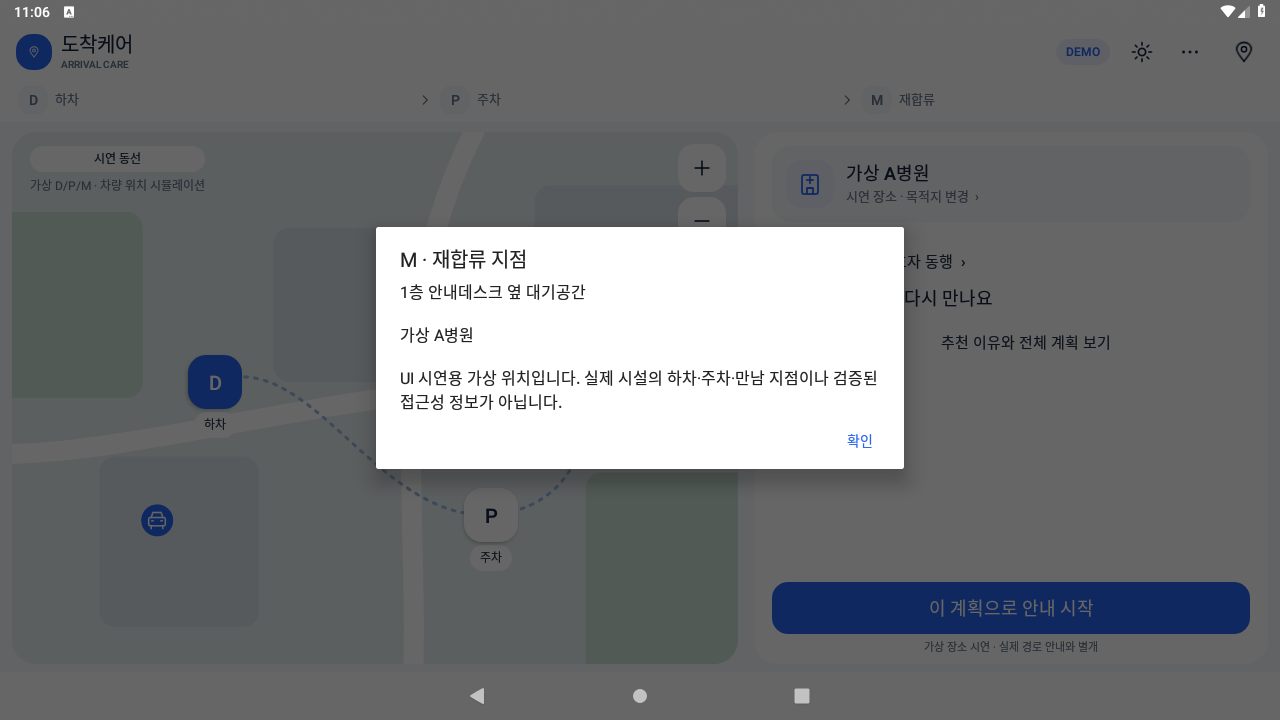 11:06
A
도착케어
ARRIVAL CARE
DEMO
D 하차
P 주차
M 재합류
시연 동선
가상 D/P/M · 차량 위치 시뮬레이션
가상 A병원
시연 장소 · 목적지 변경 ›
자 동행 ›
다시 만나요
추천 이유와 전체 계획 보기
M · 재합류 지점
1층 안내데스크 옆 대기공간
가상 A병원
UI 시연용 가상 위치입니다. 실제 시설의 하차·주차·만남 지점이나 검증된
접근성 정보가 아닙니다.
확인
D
하차
P
주차
이 계획으로 안내 시작
가상 장소 시연 · 실제 경로 안내와 별개